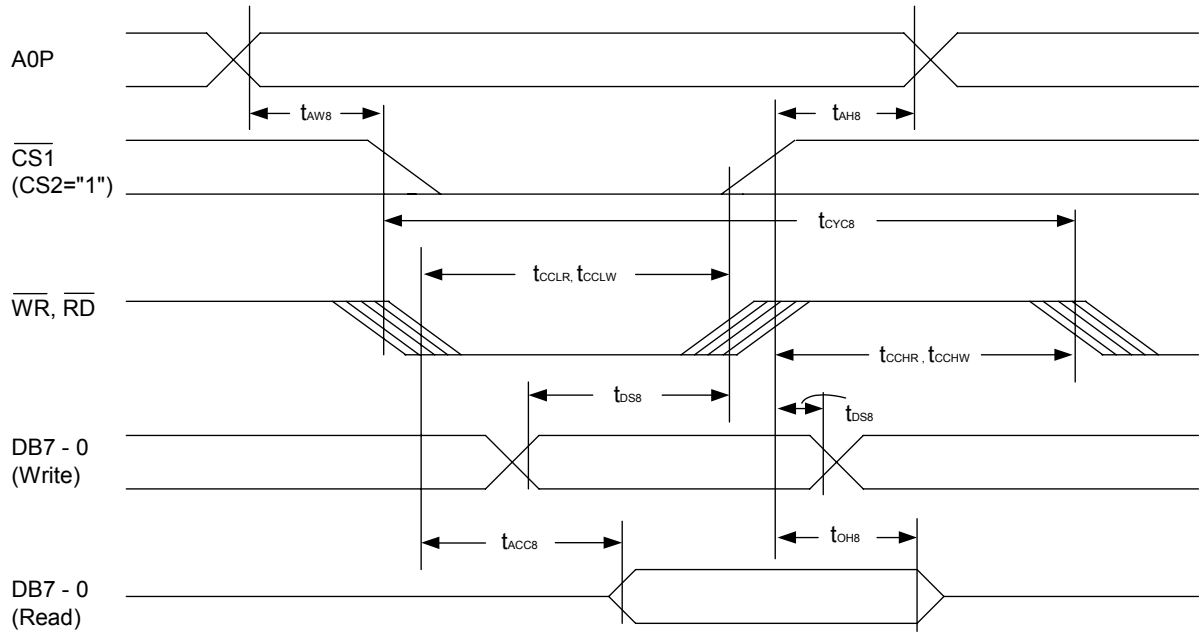 A0P
tAW8
tAH8
CS1
(CS2="1")
tCYC8
tCCLR, tCCLW
WR, RD
tCCHR , tCCHW
tDS8
tDS8
DB7 - 0
(Write)
tACC8
tOH8
DB7 - 0
(Read)